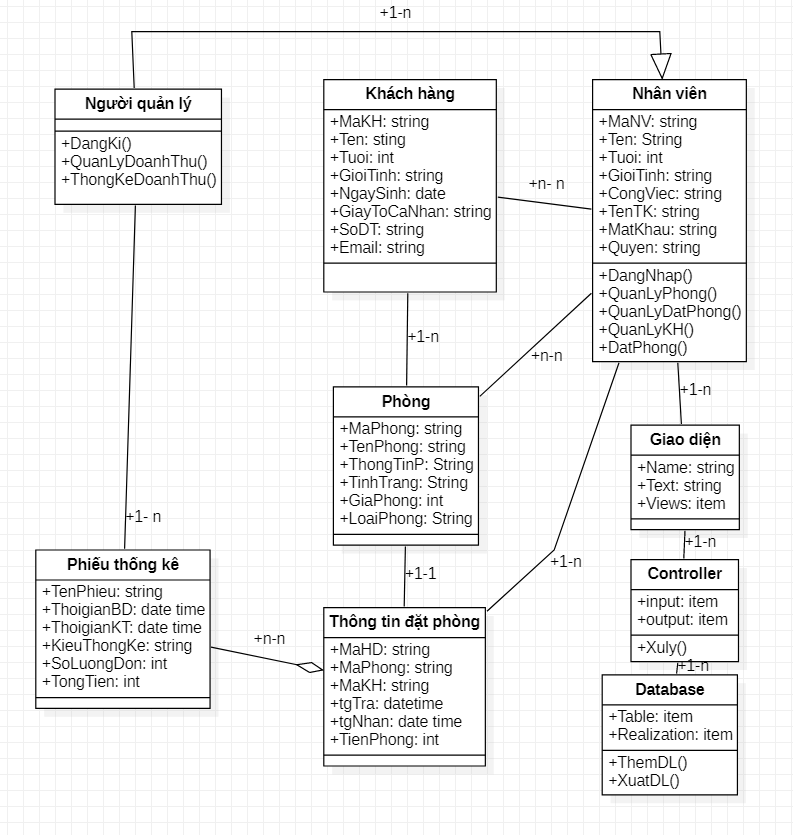 +1-n
Người quản lý
+DangKi()
+QuanLyDoanhThu()
+ThongKeDoanhThu()
Khách hàng
+MaKH: string
+Ten: sting
+Tuoi: int
+GioiTinh: string
+NgaySinh: date
+GiayToCaNhan: string
+SoDT: string
+Email: string
+n- n
Nhân viên
+MaNV: string
+Ten: String
+Tuoi: int
+GioiTinh: string
+CongViec: string
+TenTK: string
+MatKhau: string
+Quyen: string
+DangNhap()
+QuanLyPhong()
+QuanLyDatPhong()
+QuanLyKH()
+DatPhong()
+1-n
+n-n
+1-n
Phòng
+MaPhong: string
+TenPhong: string
+ThongTinP: String
+TinhTrang: String
+GiaPhong: int
+LoaiPhong: String
Giao diện
+Name: string
+Text: string
+Views: item
+1- n
+1-1
+1-n
+1-n
Phiếu thống kê
+TenPhieu: string
+ThoigianBD: date time
+ThoigianKT: date time
+KieuThongKe: string
+SoLuongDon: int
+TongTien: int
+n-n
Thông tin đặt phòng
+MaHD: string
+MaPhong: string
+MaKH: string
+tgTra: datetime
+tgNhan: date time
+TienPhong: int
Controller
+input: item
+output: item
+Xuly()
+1-n
Database
+Table: item
+Realization: item
+ThemDL()
+XuatDL()